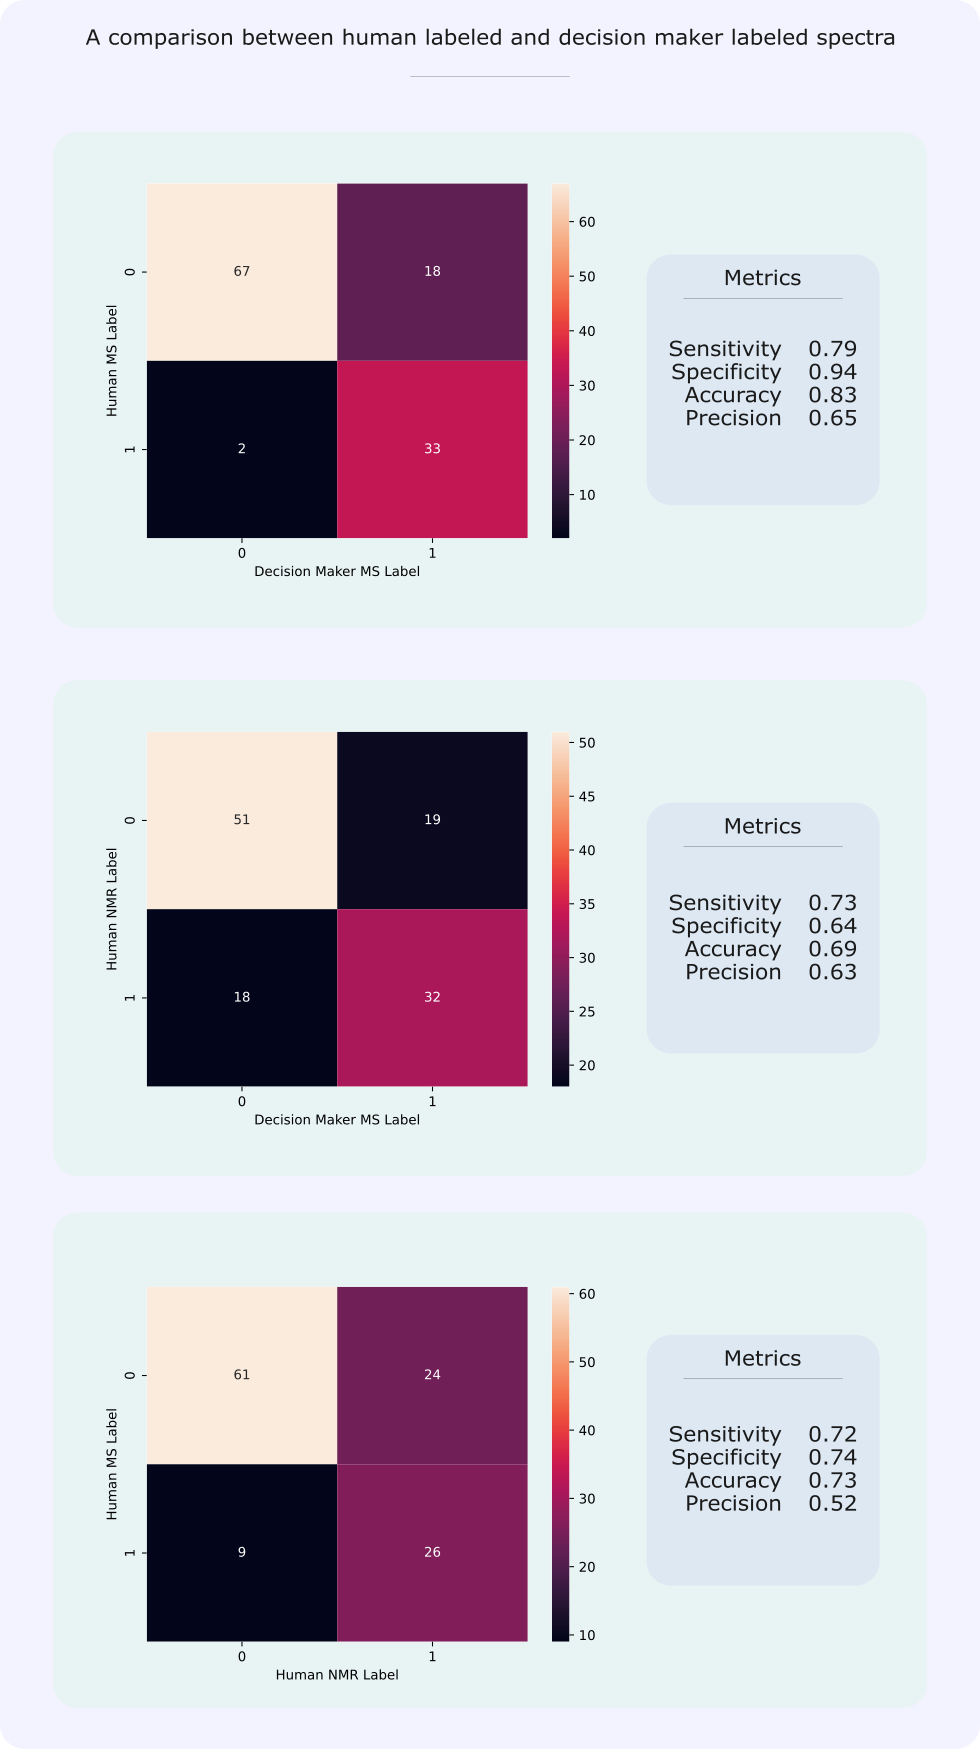 A comparison between human labeled and decision maker labeled spectra
67 18
2 33
0
1
Human MS Label
0 1
Decision Maker MS Label
60
50
40
30
20
10
Metrics
Sensitivity 0.79
Specificity 0.94
Accuracy 0.83
Precision 0.65
51 19
18 32
0
1
Human NMR Label
0 1
Decision Maker MS Label
50
45
40
35
30
25
20
Metrics
Sensitivity 0.73
Specificity 0.64
Accuracy 0.69
Precision 0.63
61 24
9 26
0
1
Human MS Label
0 1
Human NMR Label
60
50
40
30
20
10
Metrics
Sensitivity 0.72
Specificity 0.74
Accuracy 0.73
Precision 0.52